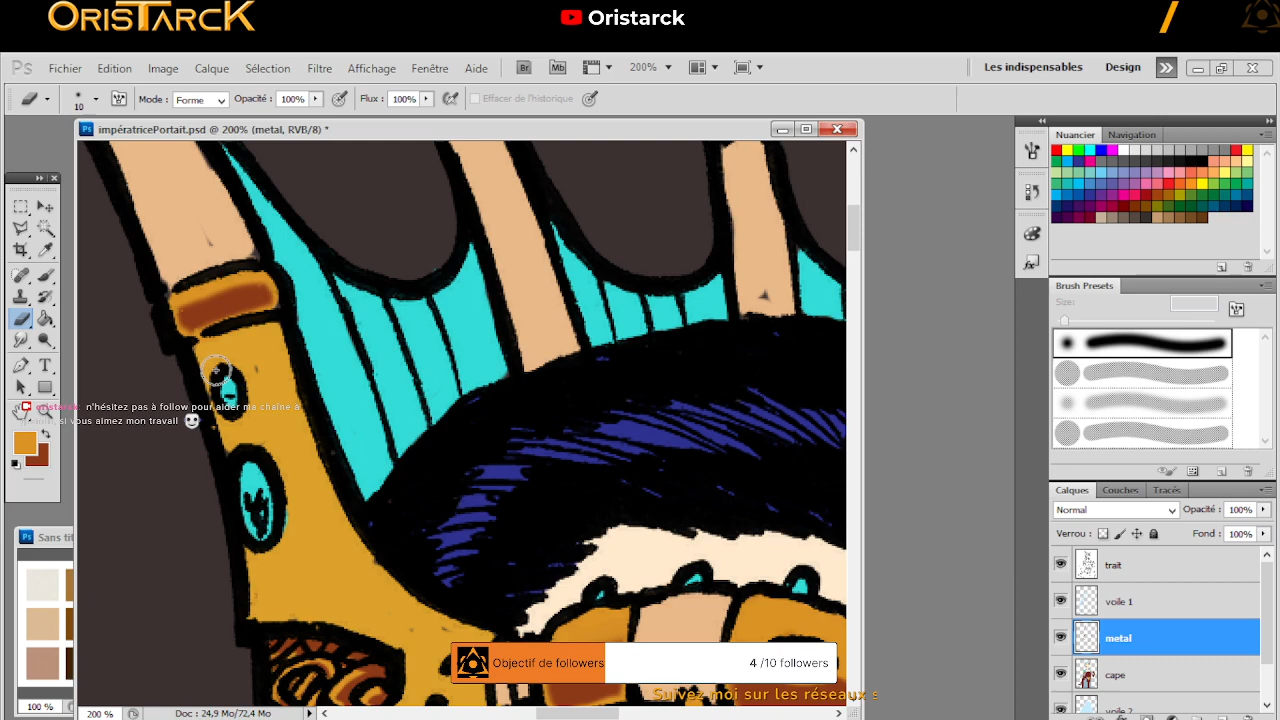 ORISTARCK
Oristarck
Ps Fichier Edition Image Calque Sélection Filtre Affichage Fenêtre Aide Br Mb 200% Les indispensables Design
10 Mode : Forme Opacité : 100% Flux : 100% Effacer de l'historique
Ps impératricePortait.psd @ 200% (metal, RVB/8) *
Nuancier Navigation
Brush Presets
Size:
oristarck: n'hésitez pas à follow pour aider ma chaîne à
si vous aimez mon travail
Calques Couches Tracés
Normal Opacité : 100%
Verrou : Fond : 100%
trait
voile 1
metal
cape
voile 2
Ps Sans tit
100 %
Objectif de followers 4 /10 followers
Suivez moi sur les réseaux s
200 % Doc : 24,9 Mo/72,4 Mo